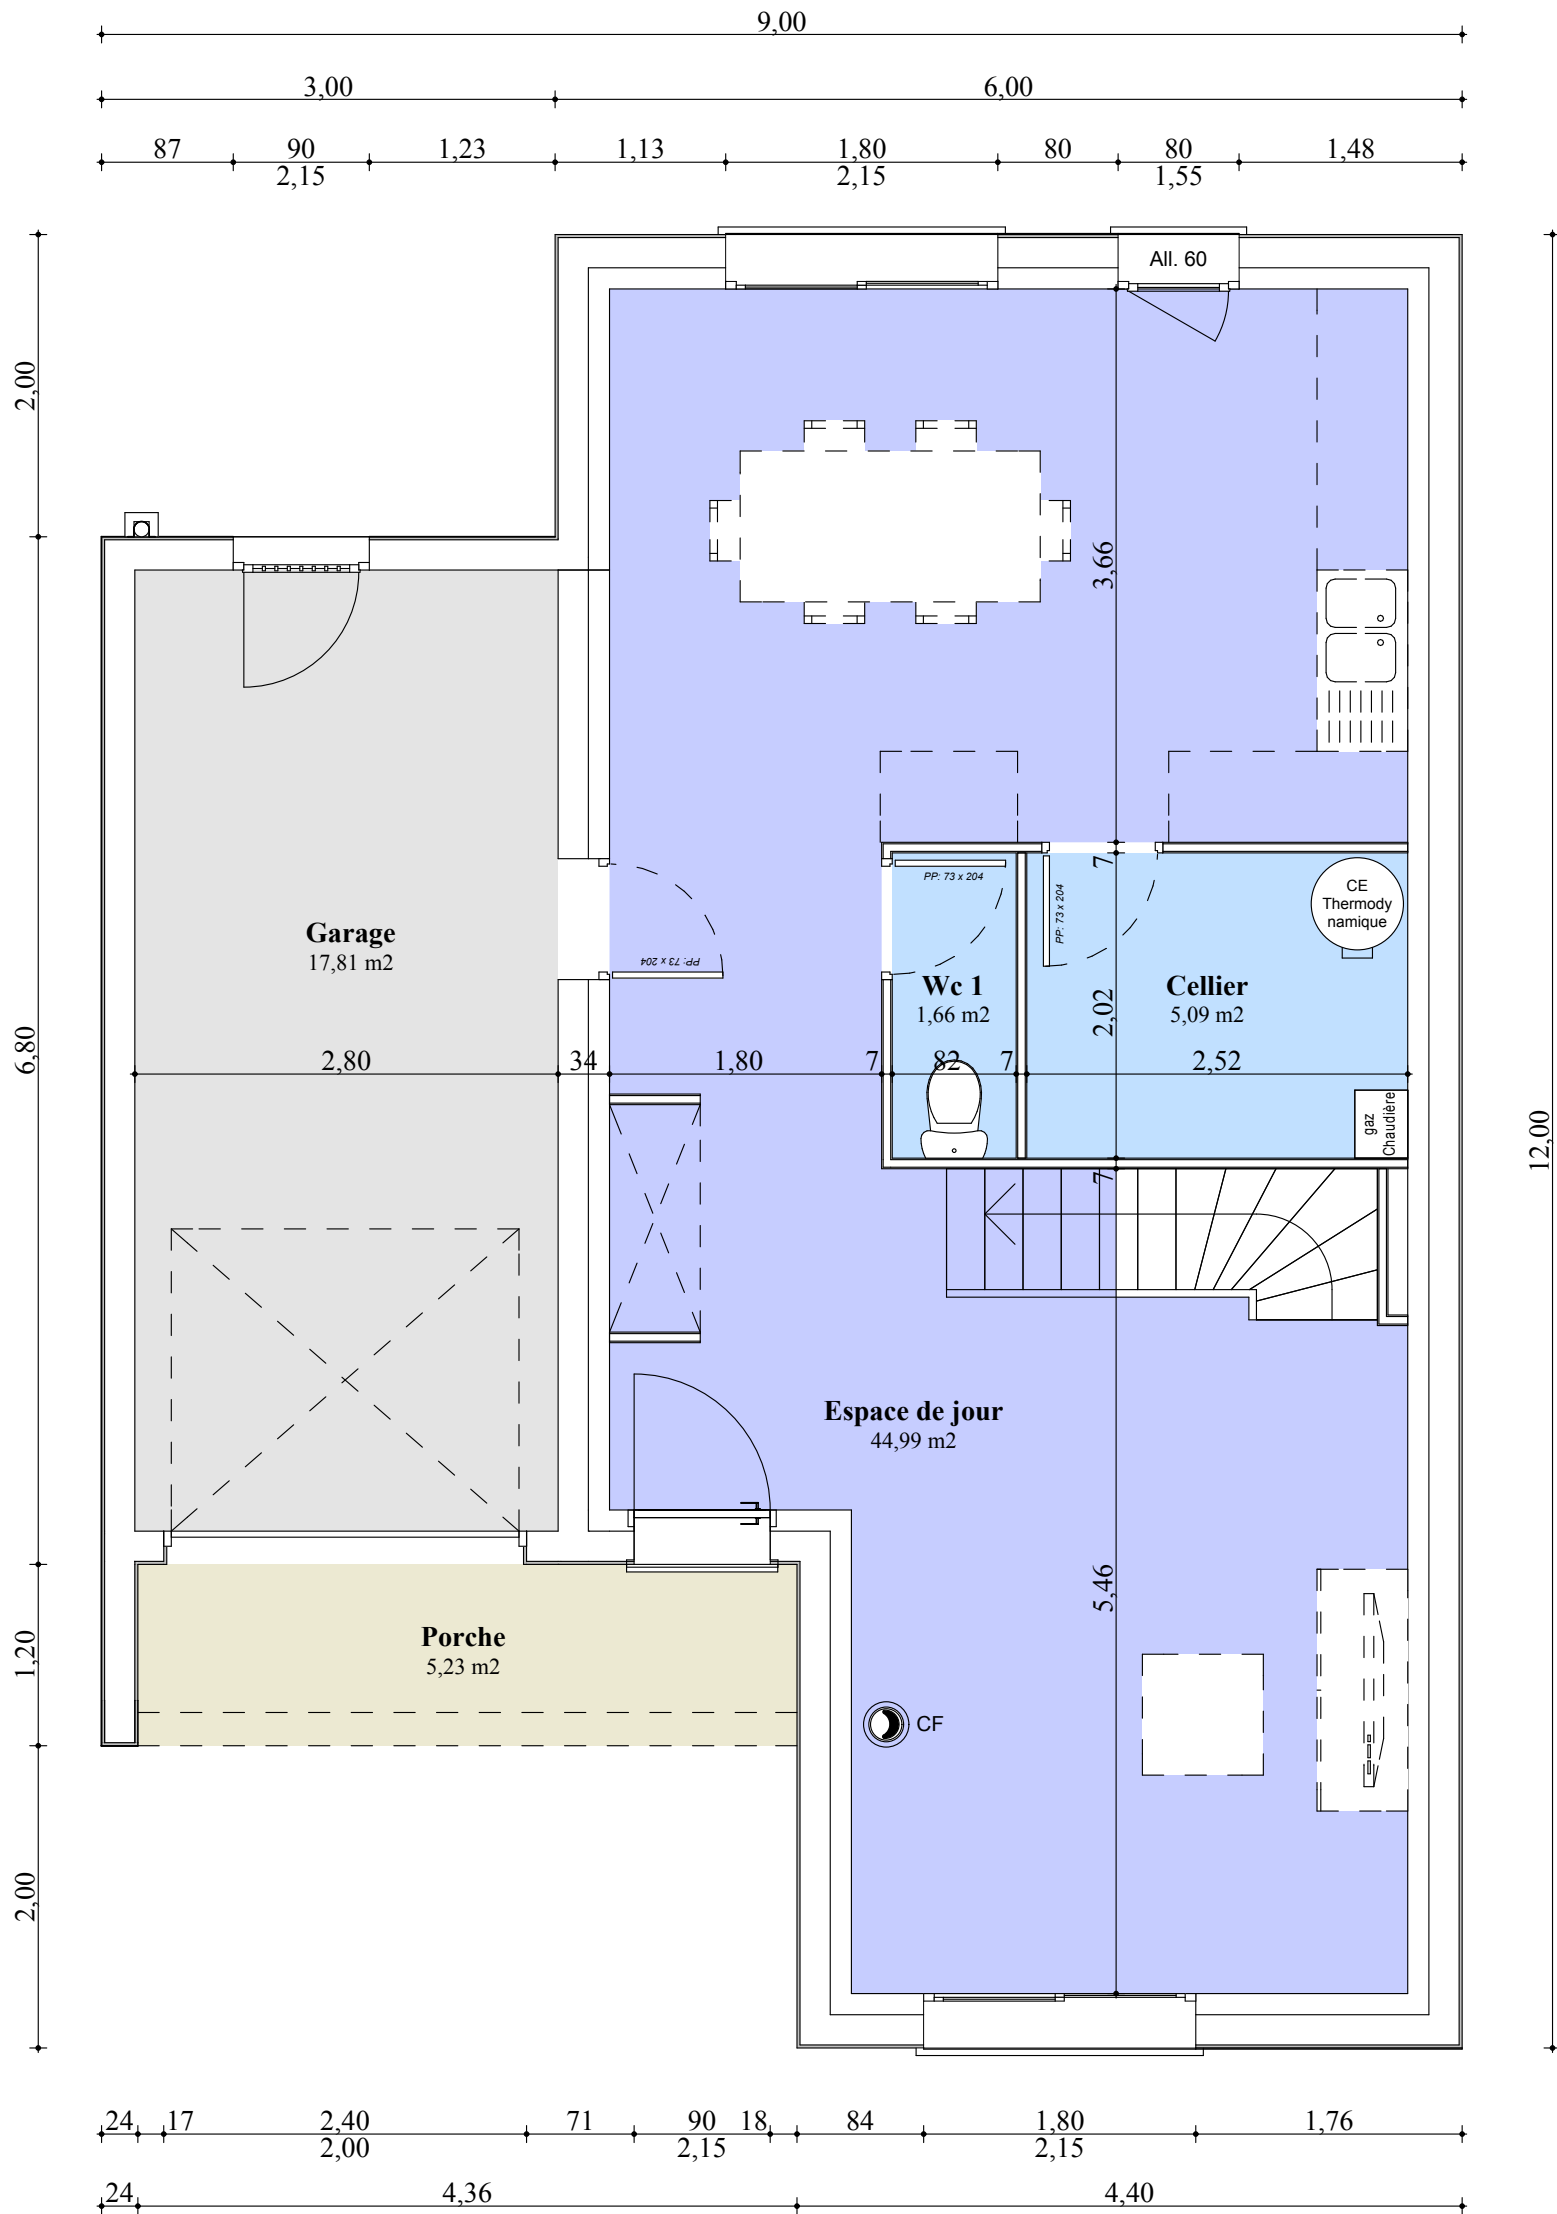 9,00
3,00
6,00
87
90
1,23
1,13
1,80
80
80
1,48
2,15
2,15
1,55
All. 60
2,00
3,66
7
PP: 73 x 204
PP: 73 x 204
CE
Thermody
namique
Garage
17,81 m2
PP: 73 x 204
Wc 1
1,66 m2
2,02
Cellier
5,09 m2
6,80
2,80
34
1,80
7
82
7
2,52
gaz
Chaudière
12,00
7
Espace de jour
44,99 m2
5,46
1,20
Porche
5,23 m2
CF
2,00
24
17
2,40
71
90
18
84
1,80
1,76
2,00
2,15
2,15
24
4,36
4,40